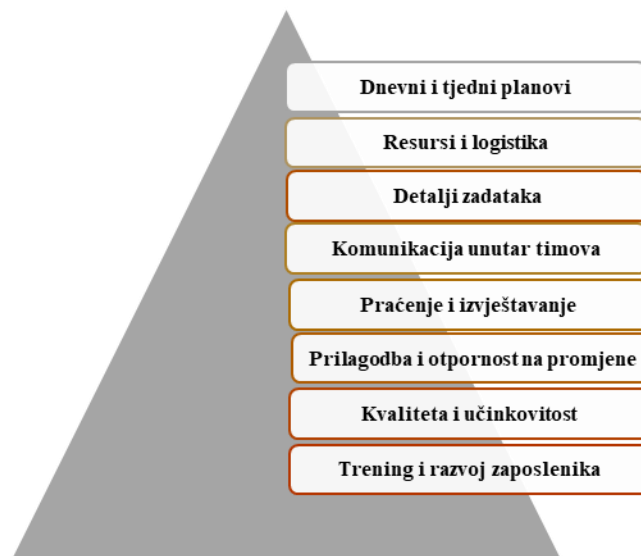 Dnevni i tjedni planovi
Resursi i logistika
Detalji zadataka
Komunikacija unutar timova
Praćenje i izvještavanje
Prilagodba i otpornost na promjene
Kvaliteta i učinkovitost
Trening i razvoj zaposlenika